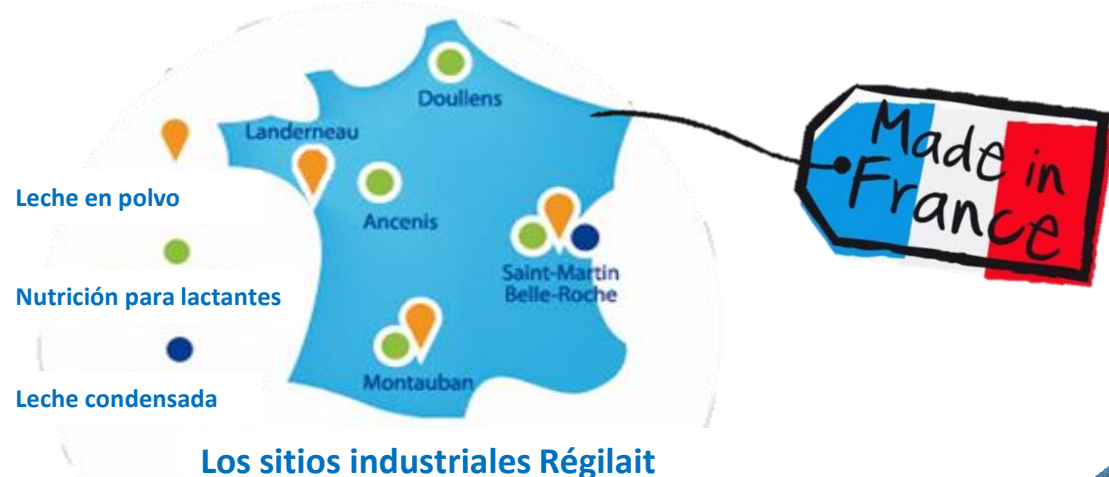 Doullens
Landerneau
Made in
France
Leche en polvo
Ancenis
Nutrición para lactantes
Saint-Martin
Belle-Roche
Montauban
Leche condensada
Los sitios industriales Régilait